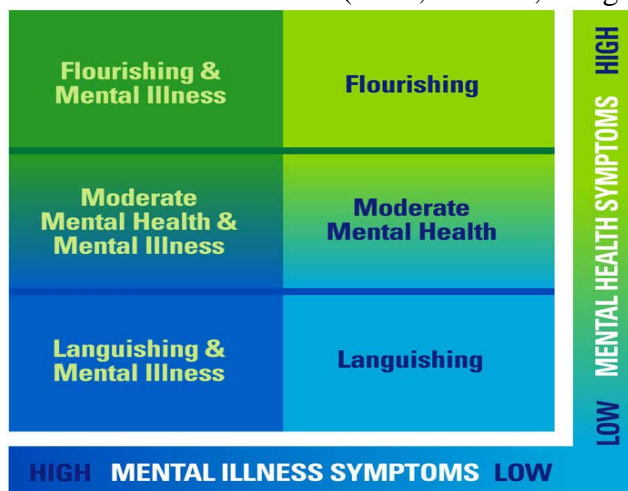 Flourishing &
Mental Illness
Flourishing
Moderate
Mental Health &
Mental Illness
Moderate
Mental Health
Languishing &
Mental Illness
Languishing
HIGH MENTAL ILLNESS SYMPTOMS LOW
LOW MENTAL HEALTH SYMPTOMS HIGH